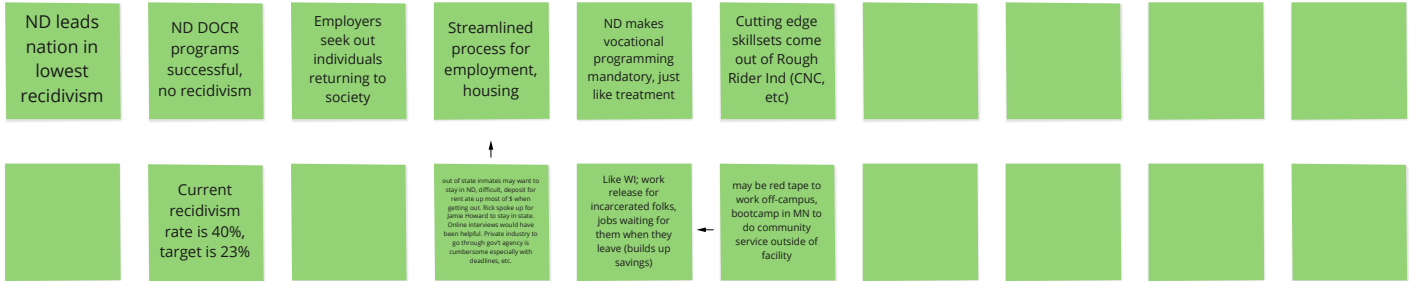 ND leads
nation in
lowest
recidivism
ND DOCR
programs
successful,
no recidivism
Employers
seek out
individuals
returning to
society
Streamlined
process for
employment,
housing
ND makes
vocational
programming
mandatory, just
like treatment
Cutting edge
skillsets come
out of Rough
Rider Ind (CNC,
etc)
Current
recidivism
rate is 40%,
target is 23%
out of state inmates may want to
stay in ND, difficult, deposit for
rent ate up most of $ when
getting out. Rick spoke up for
Jamie Howard to stay in state.
Online interviews would have
been helpful. Private industry to
go through gov't agency is
cumbersome especially with
deadlines, etc.
Like WI; work
release for
incarcerated folks,
jobs waiting for
them when they
leave (builds up
savings)
may be red tape to
work off-campus,
bootcamp in MN to
do community
service outside of
facility